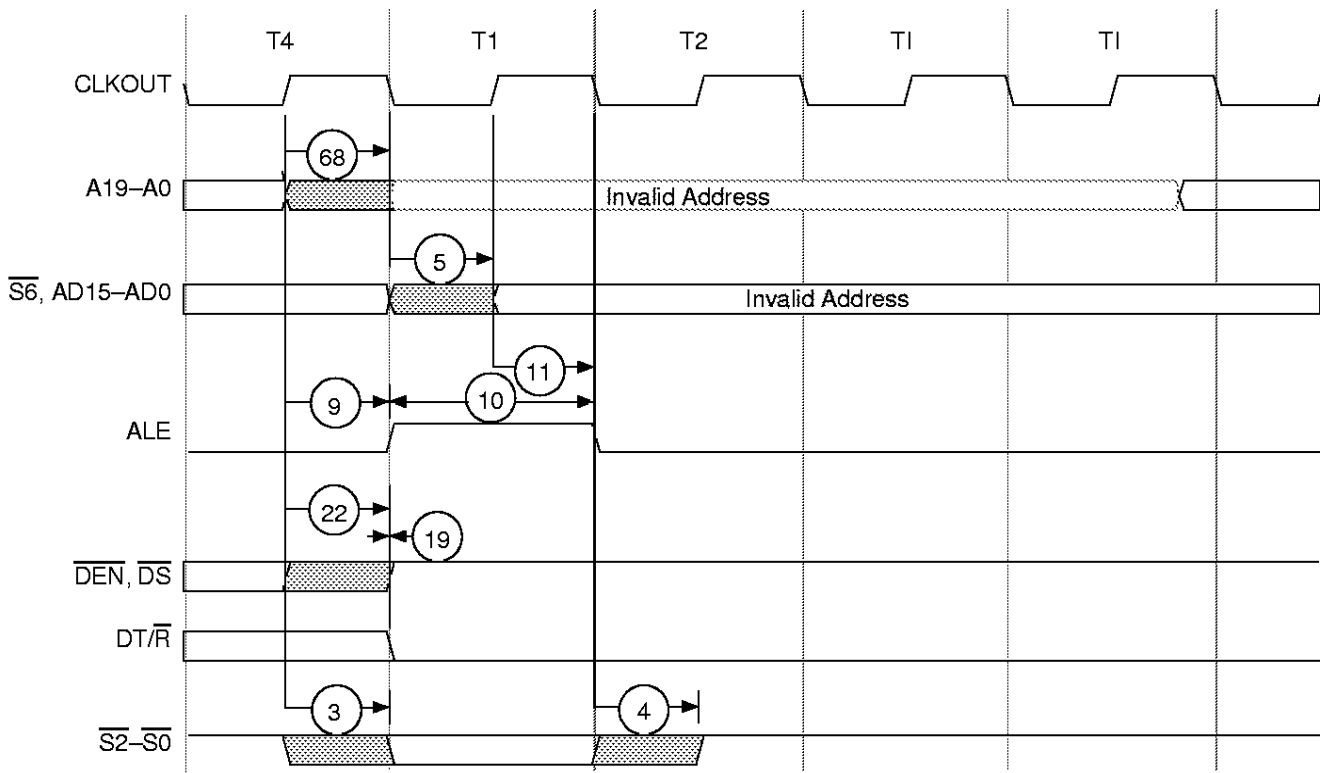 T4 T1 T2 TI TI
CLKOUT
68
A19–A0 Invalid Address
5
S6, AD15–AD0 Invalid Address
11
9 10
ALE
22
19
DEN, DS
DT/R
3 4
S2–S0